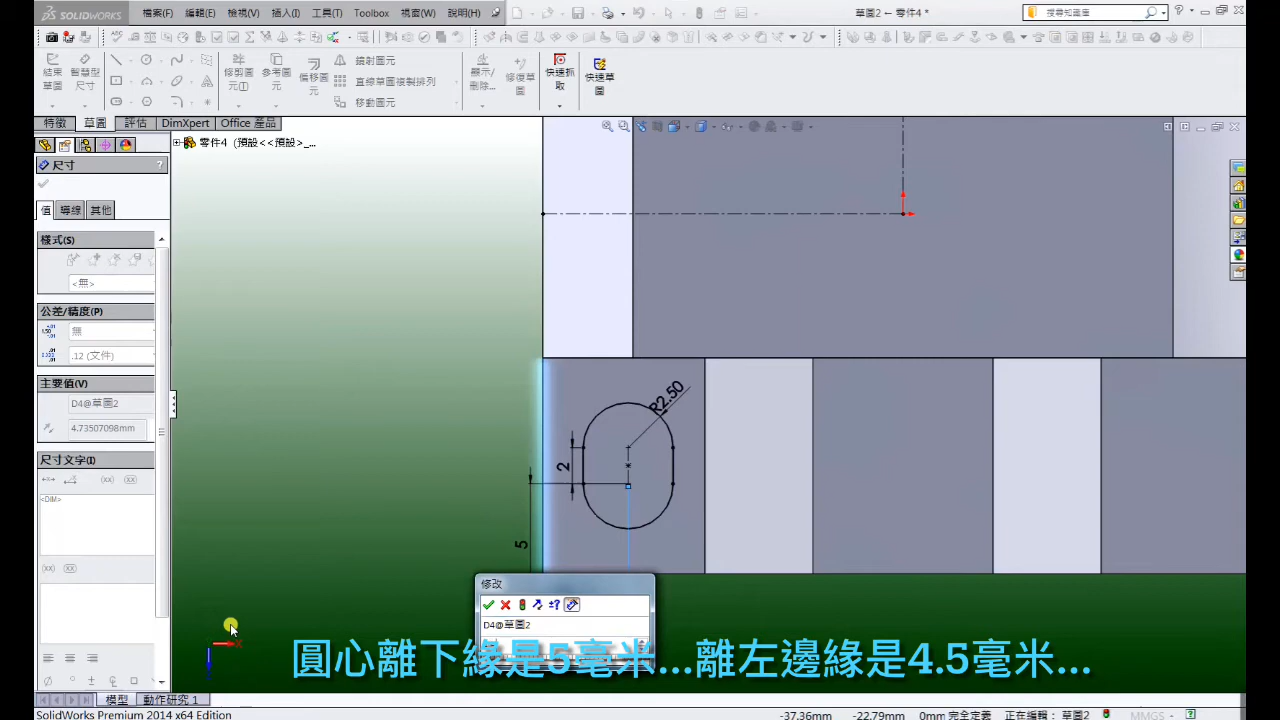 SOLIDWORKS 檔案(F) 編輯(E) 檢視(V) 插入(I) 工具(T) Toolbox 視窗(W) 說明(H) 草圖2 ← 零件4 * 搜尋知識庫
結果草圖 智慧型尺寸 修剪圖元(I) 參考圖元 偏移圖元 鏡射圖元 顯示/刪除... 修復草圖 快速抓取 快速草圖
直線草圖複製排列
移動圖元
特徵 草圖 評估 DimXpert Office 產品
零件4 (預設<<預設>_...
尺寸 ?
值 導線 其他
樣式(S)
<無>
公差/精度(P)
無
.12 (文件)
主要值(V)
D4@草圖2
4.73507098mm
尺寸文字(I)
<DIM>
R2.50
2
5
修改
D4@草圖2
圓心離下緣是5毫米...離左邊緣是4.5毫米...
模型 動作研究 1
SolidWorks Premium 2014 x64 Edition -37.36mm -22.79mm 0mm 完全定義 正在編輯: 草圖2 MMGS